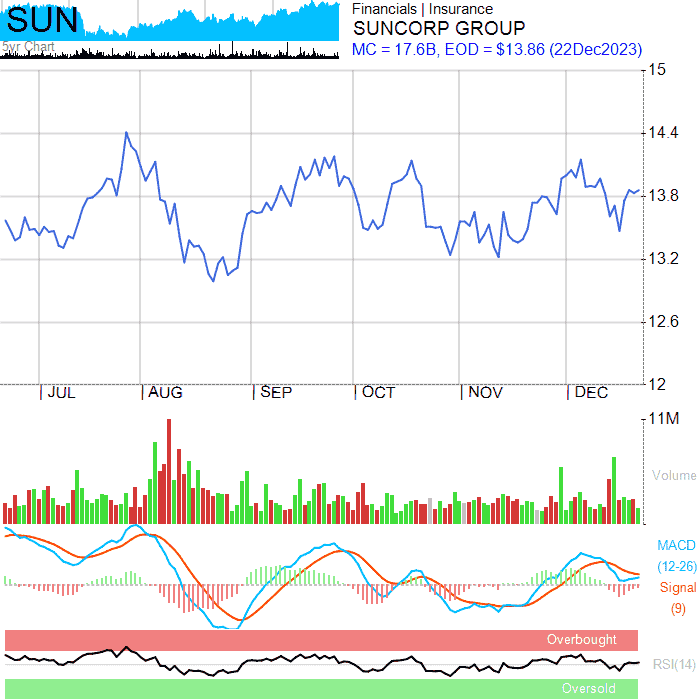 SUN
5yr Chart
Financials | Insurance
SUNCORP GROUP
MC = 17.6B, EOD = $13.86 (22Dec2023)
15
14.4
13.8
13.2
12.6
12
JUL AUG SEP OCT NOV DEC
11M
Volume
MACD
(12-26)
Signal
(9)
Overbought
RSI(14)
Oversold